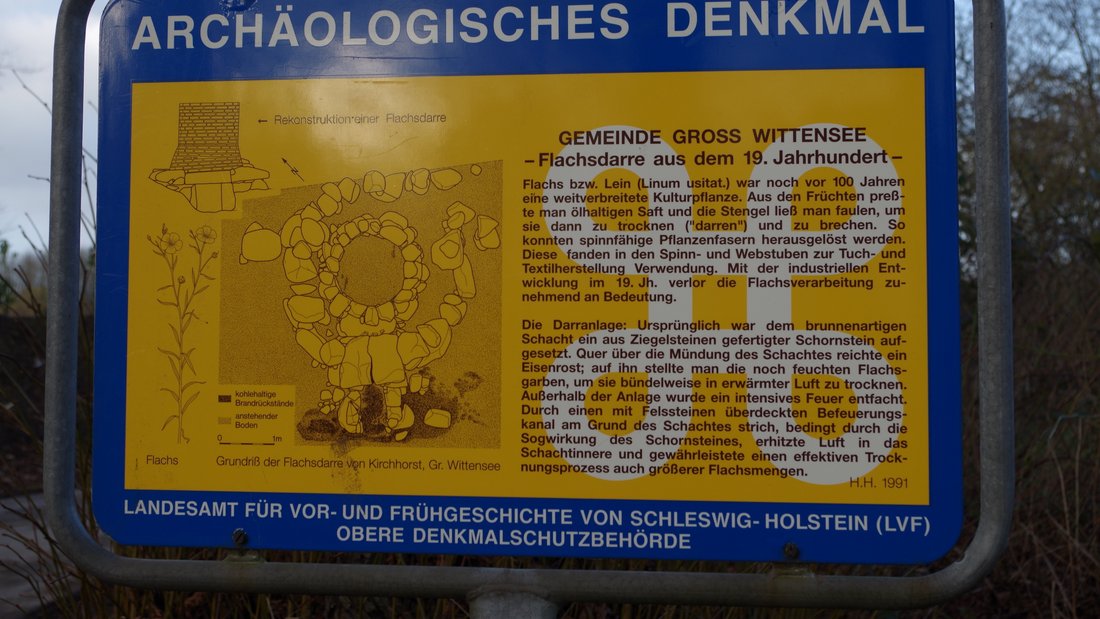 ARCHÄOLOGISCHES DENKMAL
← Rekonstruktion einer Flachsdarre
GEMEINDE GROSS WITTENSEE
– Flachsdarre aus dem 19. Jahrhundert –
Flachs bzw. Lein (Linum usitat.) war noch vor 100 Jahren
eine weitverbreitete Kulturpflanze. Aus den Früchten preß-
te man ölhaltigen Saft und die Stengel ließ man faulen, um
sie dann zu trocknen ("darren") und zu brechen. So
konnten spinnfähige Pflanzenfasern herausgelöst werden.
Diese fanden in den Spinn- und Webstuben zur Tuch- und
Textilherstellung Verwendung. Mit der industriellen Ent-
wicklung im 19. Jh. verlor die Flachsverarbeitung zu-
nehmend an Bedeutung.
Die Darranlage: Ursprünglich war dem brunnenartigen
Schacht ein aus Ziegelsteinen gefertigter Schornstein auf-
gesetzt. Quer über die Mündung des Schachtes reichte ein
Eisenrost; auf ihn stellte man die noch feuchten Flachs-
garben, um sie bündelweise in erwärmter Luft zu trocknen.
Außerhalb der Anlage wurde ein intensives Feuer entfacht.
Durch einen mit Felssteinen überdeckten Befeuerungs-
kanal am Grund des Schachtes strich, bedingt durch die
Sogwirkung des Schornsteines, erhitzte Luft in das
Schachtinnere und gewährleistete einen effektiven Trock-
nungsprozess auch größerer Flachsmengen.
H.H. 1991
kohlehaltige
Brandrückstände
anstehender
Boden
0 1m
Flachs
Grundriß der Flachsdarre von Kirchhorst, Gr. Wittensee
LANDESAMT FÜR VOR- UND FRÜHGESCHICHTE VON SCHLESWIG-HOLSTEIN (LVF)
OBERE DENKMALSCHUTZBEHÖRDE